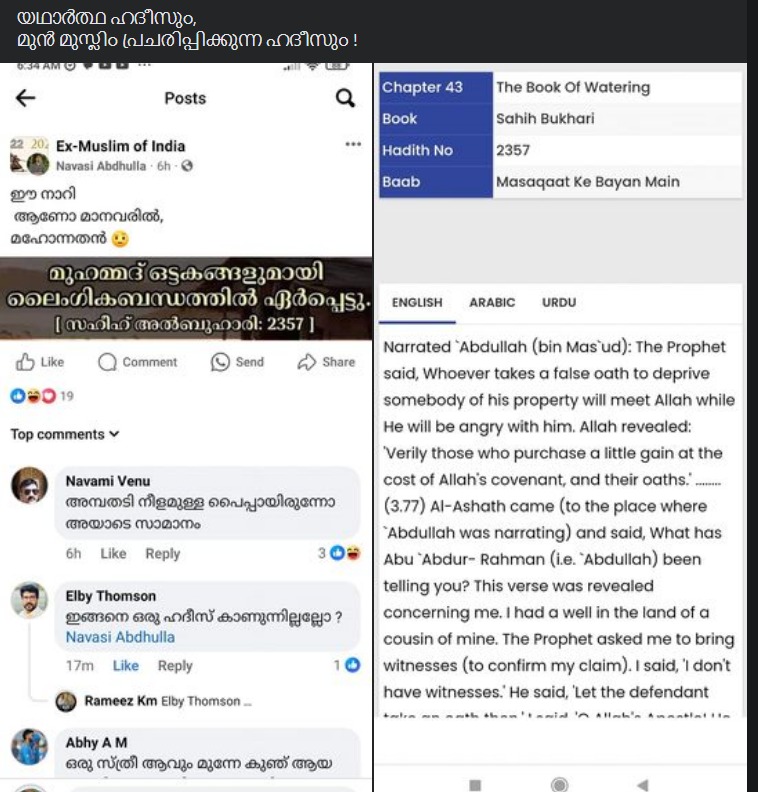 യഥാർത്ഥ ഹദീസും,
മുൻ മുസ്ലിം പ്രചരിപ്പിക്കുന്ന ഹദീസും !
6:34 AM
Posts
Ex-Muslim of India
Navasi Abdhulla · 6h ·
ഈ നാറി
ആണോ മാനവരിൽ,
മഹോന്നതൻ 🤨
മുഹമ്മദ് ഒട്ടകങ്ങളുമായി
ലൈംഗികബന്ധത്തിൽ ഏർപ്പെട്ടു.
[ സഹീഹ് അൽബുഹാരി: 2357 ]
Like Comment Send Share
19
Top comments
Navami Venu
അമ്പതടി നീളമുള്ള പൈപ്പായിരുന്നോ
അയാടെ സാമാനം
6h Like Reply 3
Elby Thomson
ഇങ്ങനെ ഒരു ഹദീസ് കാണുന്നില്ലല്ലോ ?
Navasi Abdhulla
17m Like Reply 1
Rameez Km Elby Thomson ...
Abhy A M
ഒരു സ്ത്രീ ആവും മുന്നേ കുഞ് ആയ
Chapter 43 The Book Of Watering
Book Sahih Bukhari
Hadith No 2357
Baab Masaqaat Ke Bayan Main
ENGLISH ARABIC URDU
Narrated `Abdullah (bin Mas`ud): The Prophet
said, Whoever takes a false oath to deprive
somebody of his property will meet Allah while
He will be angry with him. Allah revealed:
'Verily those who purchase a little gain at the
cost of Allah's covenant, and their oaths.' ........
(3.77) Al-Ashath came (to the place where
`Abdullah was narrating) and said, What has
Abu `Abdur- Rahman (i.e. `Abdullah) been
telling you? This verse was revealed
concerning me. I had a well in the land of a
cousin of mine. The Prophet asked me to bring
witnesses (to confirm my claim). I said, 'I don't
have witnesses.' He said, 'Let the defendant
take an oath then.' I said, 'O Allah's Apostle! He